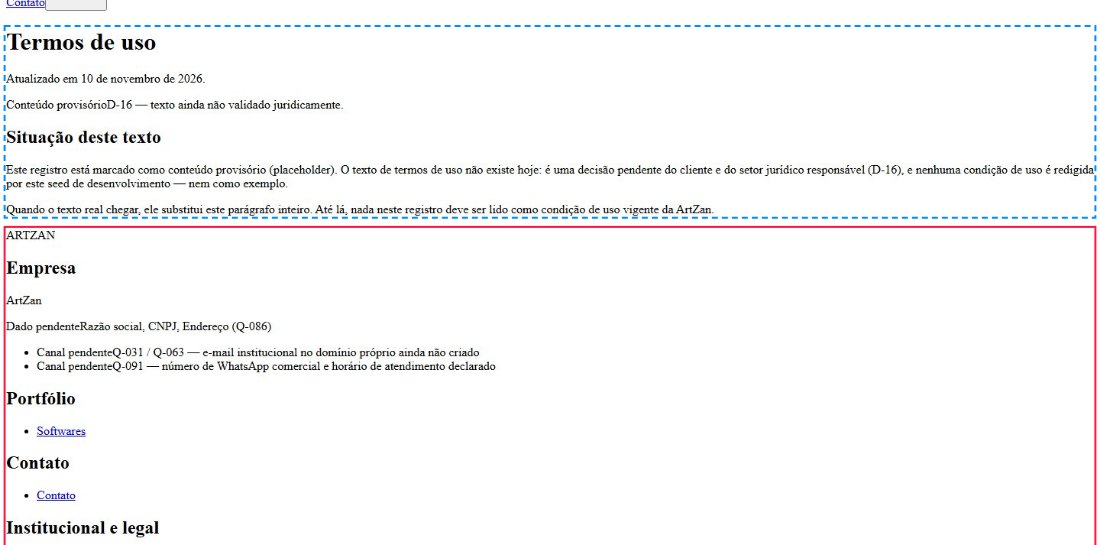 Contato
Termos de uso
Atualizado em 10 de novembro de 2026.
Conteúdo provisórioD-16 — texto ainda não validado juridicamente.
Situação deste texto
Este registro está marcado como conteúdo provisório (placeholder). O texto de termos de uso não existe hoje: é uma decisão pendente do cliente e do setor jurídico responsável (D-16), e nenhuma condição de uso é redigida
por este seed de desenvolvimento — nem como exemplo.
Quando o texto real chegar, ele substitui este parágrafo inteiro. Até lá, nada neste registro deve ser lido como condição de uso vigente da ArtZan.
ARTZAN
Empresa
ArtZan
Dado pendenteRazão social, CNPJ, Endereço (Q-086)
Canal pendenteQ-031 / Q-063 — e-mail institucional no domínio próprio ainda não criado
Canal pendenteQ-091 — número de WhatsApp comercial e horário de atendimento declarado
Portfólio
Softwares
Contato
Contato
Institucional e legal